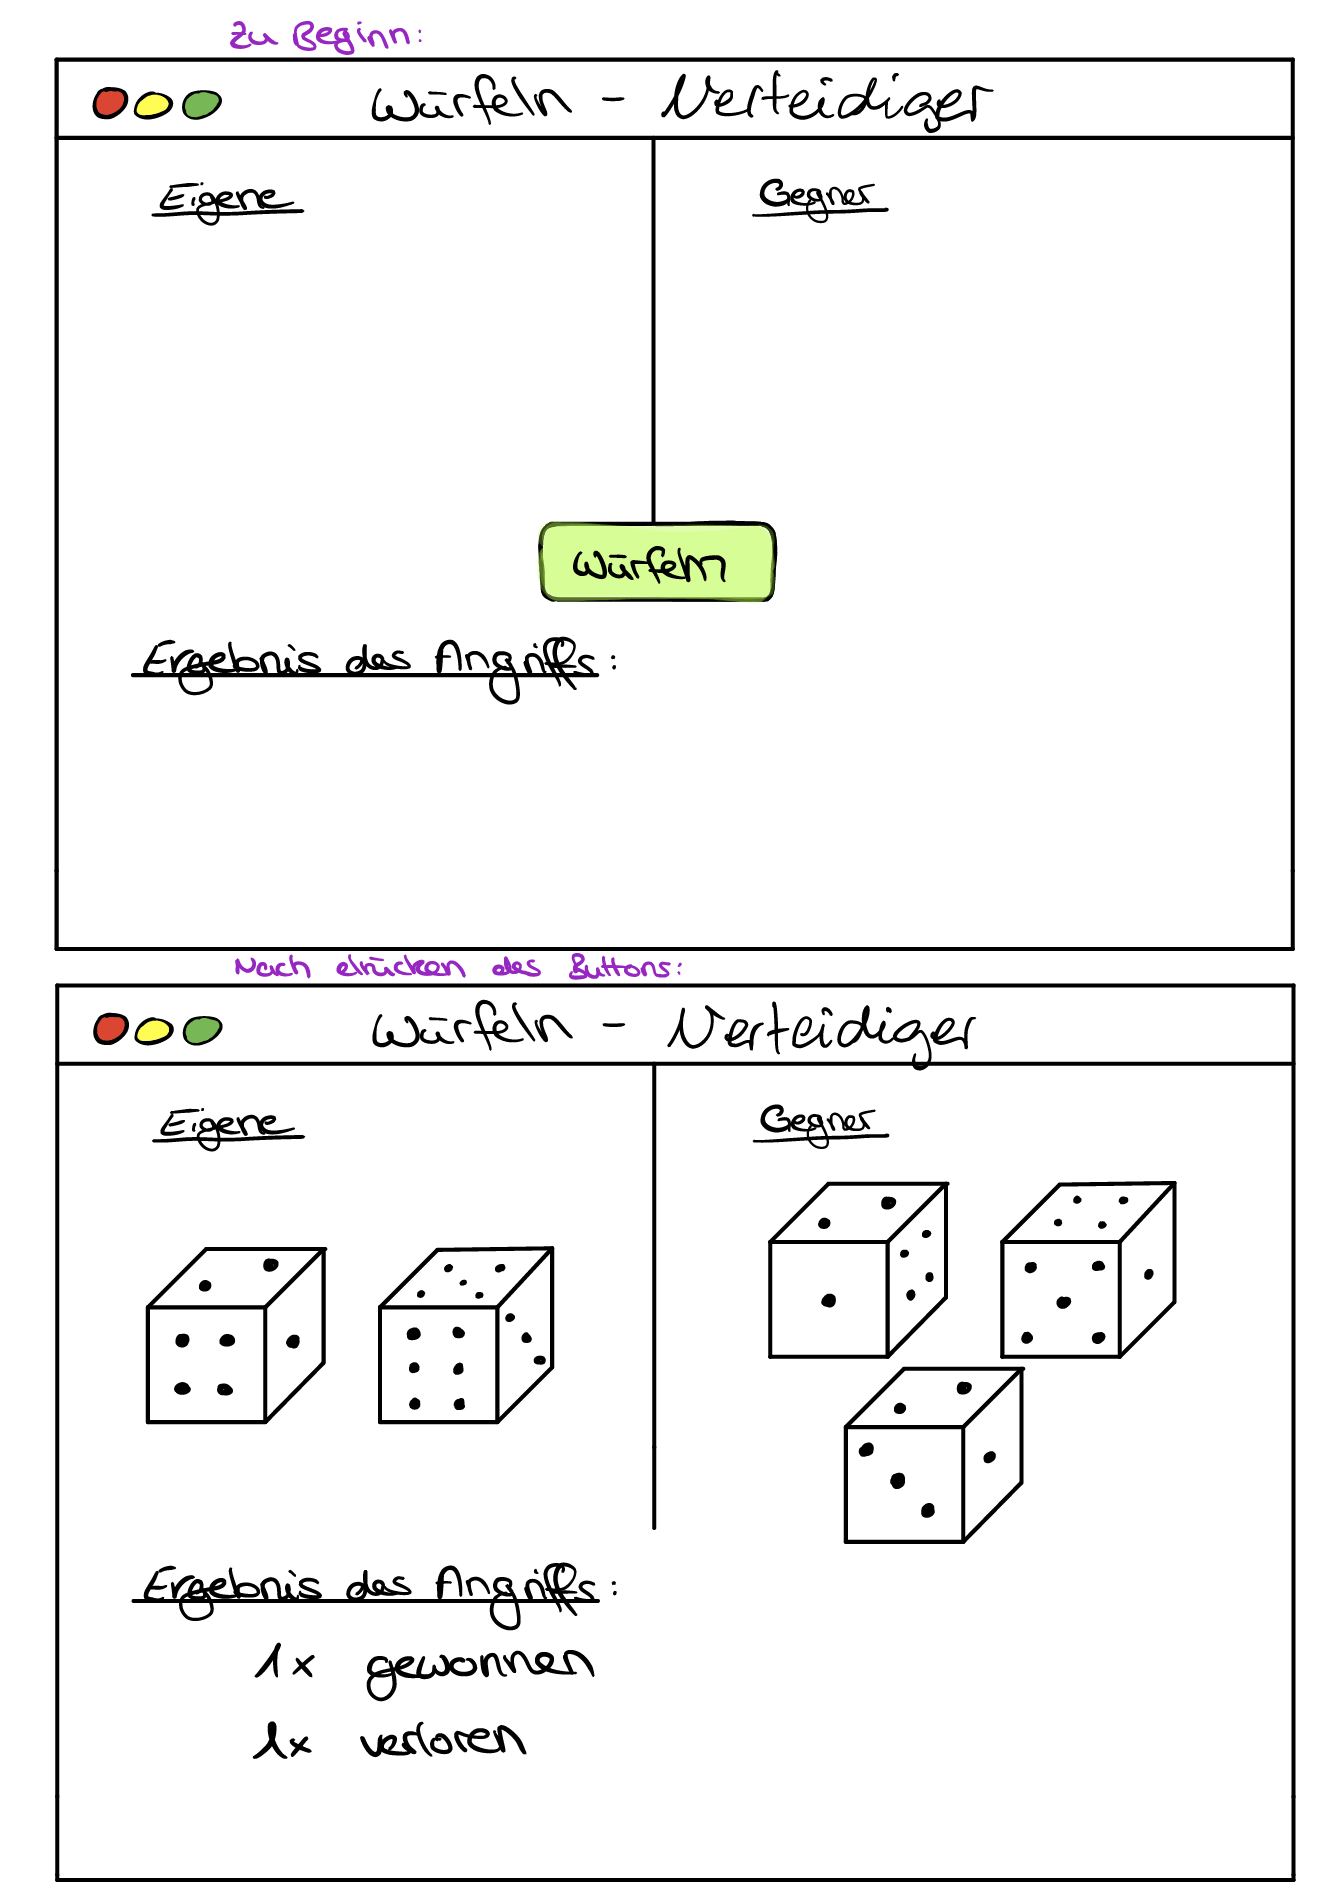 Zu Beginn:
Würfeln - Verteidiger
Eigene
Gegner
Würfeln
Ergebnis des Angriffs:
Nach drücken des Buttons:
Würfeln - Verteidiger
Eigene
Gegner
Ergebnis des Angriffs:
1x gewonnen
1x verloren